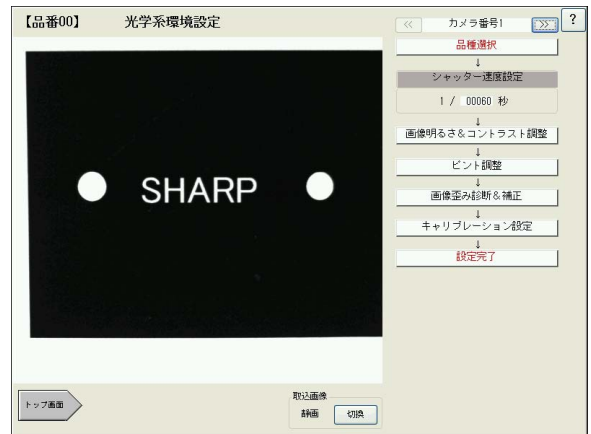 【品番00】 光学系環境設定
<< カメラ番号1 >> ?
品種選択
↓
シャッター速度設定
1 / 00060 秒
↓
画像明るさ&コントラスト調整
↓
ピント調整
↓
画像歪み診断&補正
↓
キャリブレーション設定
↓
設定完了
SHARP
トップ画面
取込画像
静画 切換